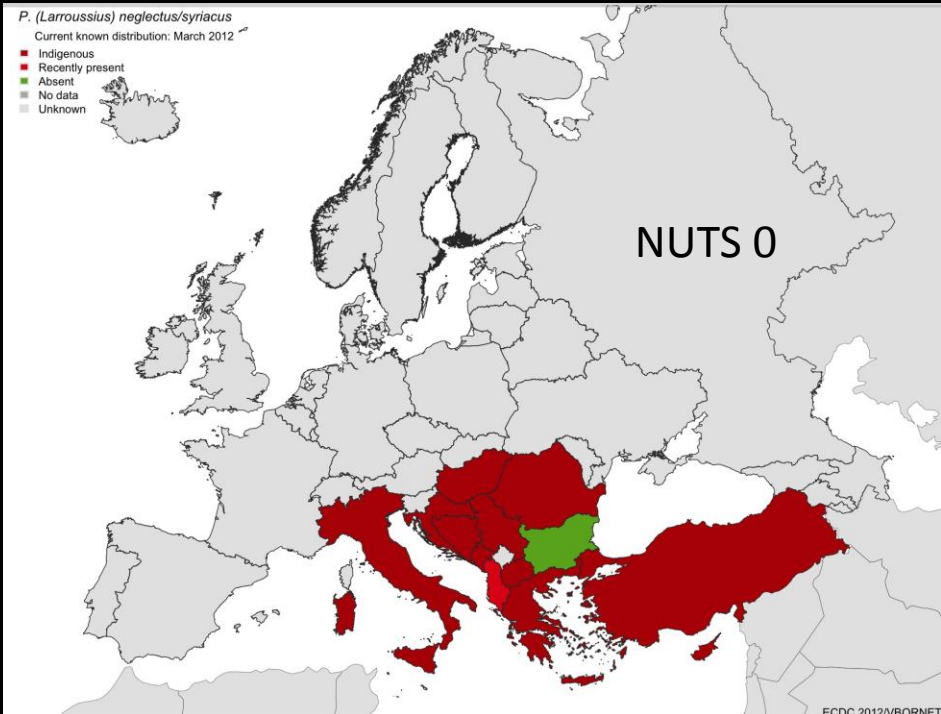 P. (Larroussius) neglectus/syriacus
Current known distribution: March 2012
Indigenous
Recently present
Absent
No data
Unknown
NUTS 0
ECDC 2012/VBORNET